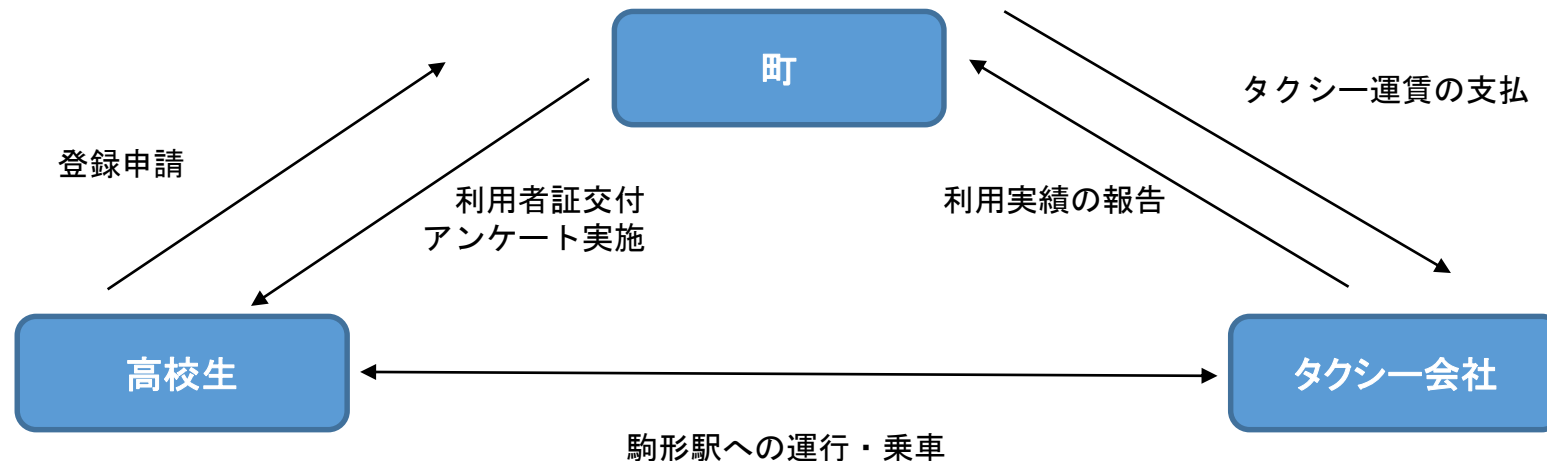 町
タクシー運賃の支払
登録申請
利用者証交付
アンケート実施
利用実績の報告
高校生
タクシー会社
駒形駅への運行・乗車